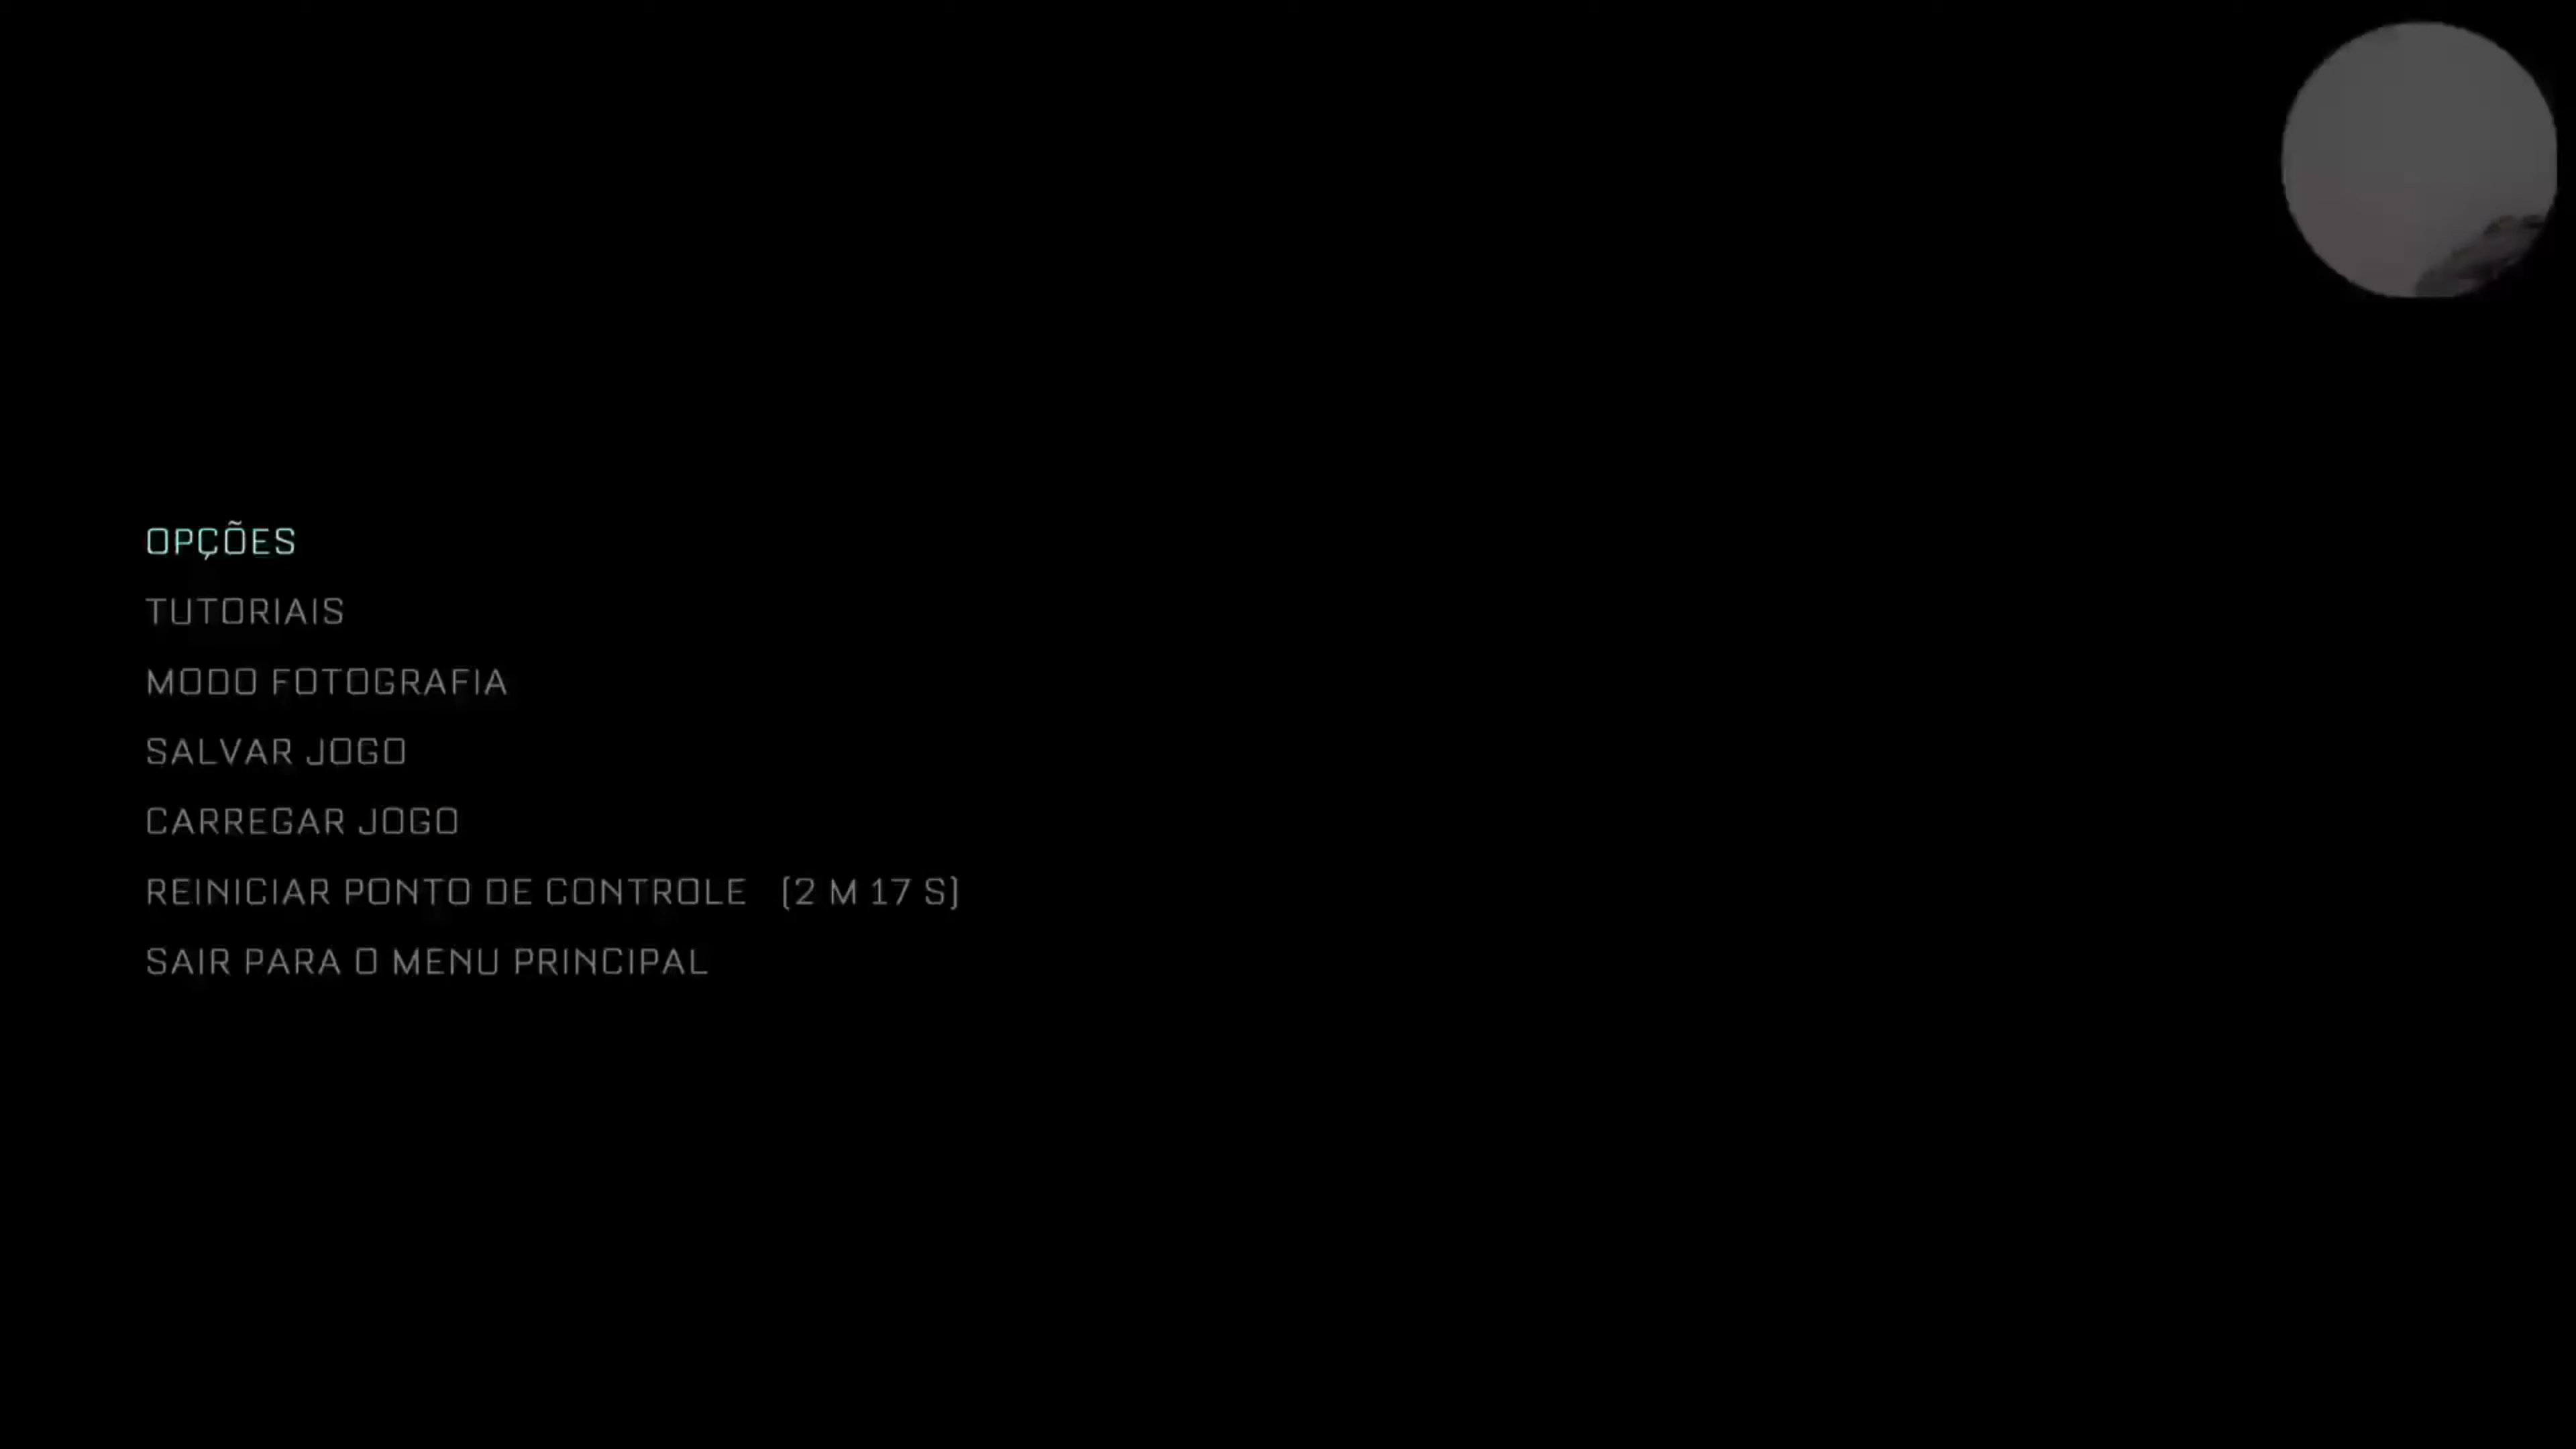 OPÇÕES
TUTORIAIS
MODO FOTOGRAFIA
SALVAR JOGO
CARREGAR JOGO
REINICIAR PONTO DE CONTROLE (2 M 17 S)
SAIR PARA O MENU PRINCIPAL